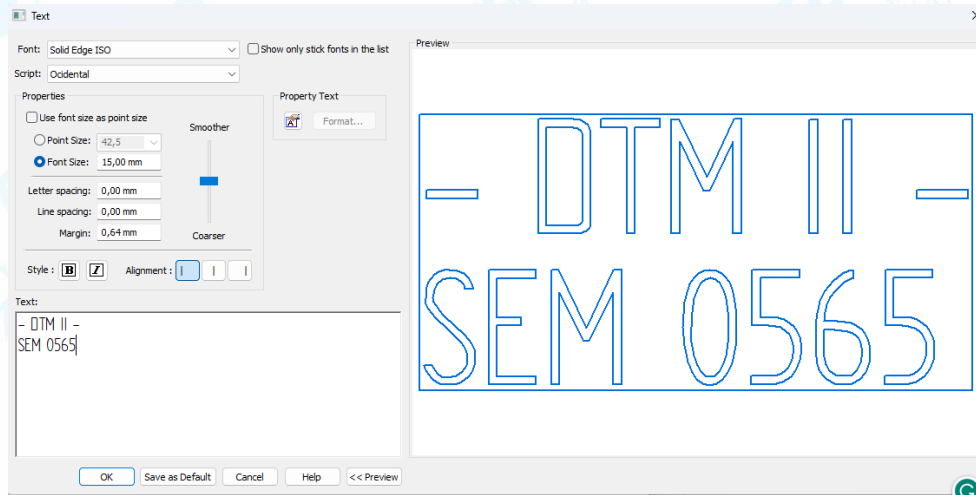 Text
Font: Solid Edge ISO
Show only stick fonts in the list
Script: Ocidental
Properties
Use font size as point size
Point Size: 42,5
Font Size: 15,00 mm
Letter spacing: 0,00 mm
Line spacing: 0,00 mm
Margin: 0,64 mm
Smoother
Coarser
Property Text
Format...
Style : B I Alignment :
Text:
- DTM II -
SEM 0565
OK Save as Default Cancel Help << Preview
Preview
- DTM II -
SEM 0565